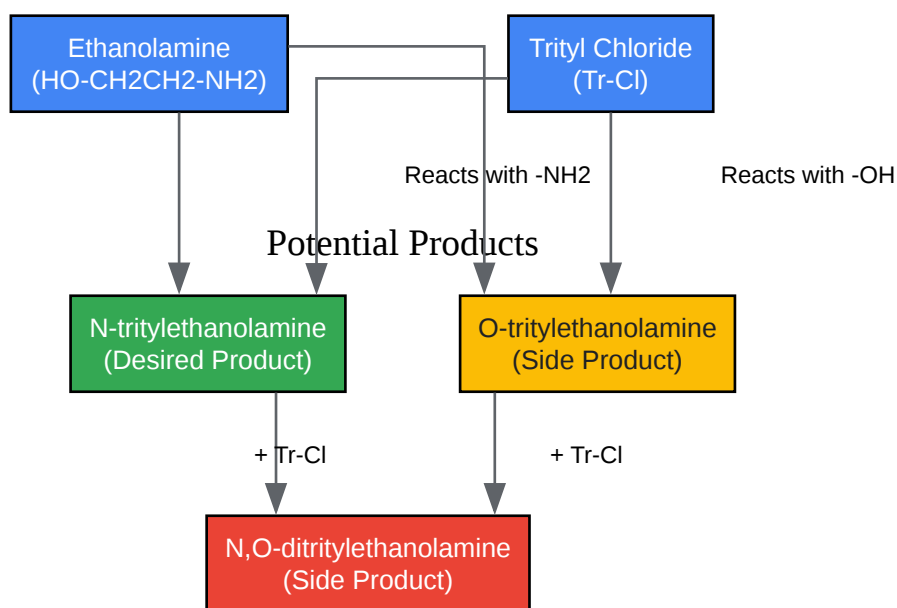 Ethanolamine
(HO-CH2CH2-NH2)
Trityl Chloride
(Tr-Cl)
Reacts with -NH2
Reacts with -OH
Potential Products
N-tritylethanolamine
(Desired Product)
O-tritylethanolamine
(Side Product)
+ Tr-Cl
+ Tr-Cl
N,O-ditritylethanolamine
(Side Product)